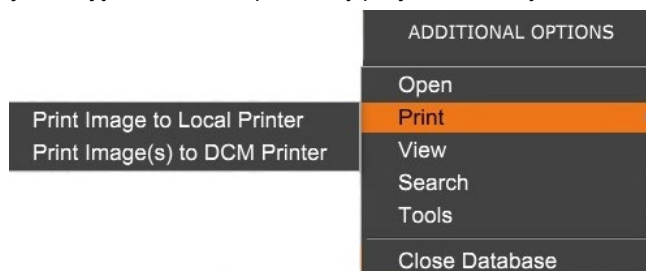 ADDITIONAL OPTIONS
Open
Print
Print Image to Local Printer
Print Image(s) to DCM Printer
View
Search
Tools
Close Database